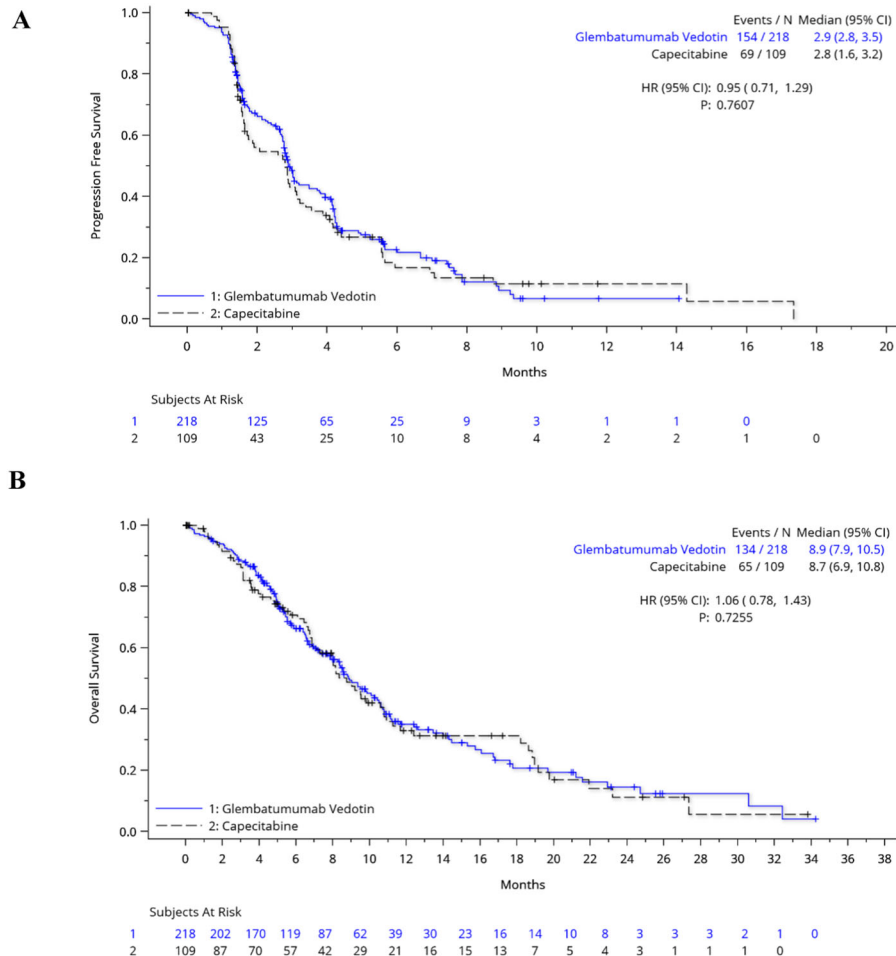 A
Events / N Median (95% CI)
Glembatumumab Vedotin 154 / 218 2.9 (2.8, 3.5)
Capecitabine 69 / 109 2.8 (1.6, 3.2)
HR (95% CI): 0.95 ( 0.71, 1.29)
P: 0.7607
Progression Free Survival
1.0
0.8
0.6
0.4
0.2
0.0
1: Glembatumumab Vedotin
2: Capecitabine
0 2 4 6 8 10 12 14 16 18 20
Months
Subjects At Risk
1 218 125 65 25 9 3 1 1 0
2 109 43 25 10 8 4 2 2 1 0
B
Events / N Median (95% CI)
Glembatumumab Vedotin 134 / 218 8.9 (7.9, 10.5)
Capecitabine 65 / 109 8.7 (6.9, 10.8)
HR (95% CI): 1.06 ( 0.78, 1.43)
P: 0.7255
Overall Survival
1.0
0.8
0.6
0.4
0.2
0.0
1: Glembatumumab Vedotin
2: Capecitabine
0 2 4 6 8 10 12 14 16 18 20 22 24 26 28 30 32 34 36 38
Months
Subjects At Risk
1 218 202 170 119 87 62 39 30 23 16 14 10 8 3 3 3 2 1 0
2 109 87 70 57 42 29 21 16 15 13 7 5 4 3 1 1 1 0